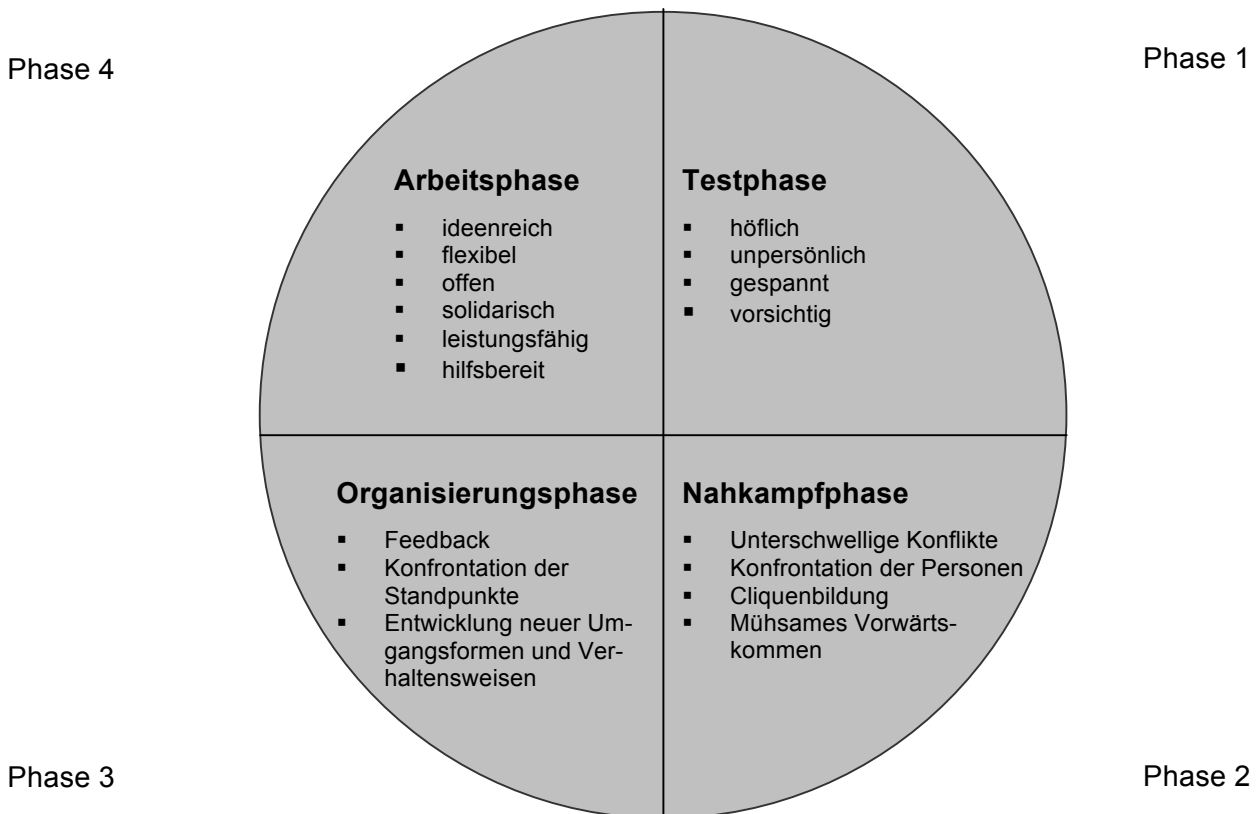 Phase 4
Phase 1
Arbeitsphase
▪ ideenreich
▪ flexibel
▪ offen
▪ solidarisch
▪ leistungsfähig
▪ hilfsbereit
Testphase
▪ höflich
▪ unpersönlich
▪ gespannt
▪ vorsichtig
Organisierungsphase
▪ Feedback
▪ Konfrontation der
Standpunkte
▪ Entwicklung neuer Um-
gangsformen und Ver-
haltensweisen
Nahkampfphase
▪ Unterschwellige Konflikte
▪ Konfrontation der Personen
▪ Cliquenbildung
▪ Mühsames Vorwärts-
kommen
Phase 3
Phase 2